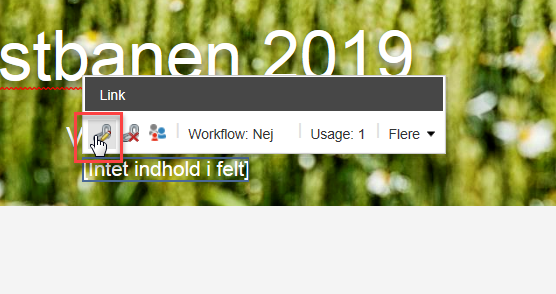 stbanen 2019
Link
V
Workflow: Nej
Usage: 1
Flere
[Intet indhold i felt]